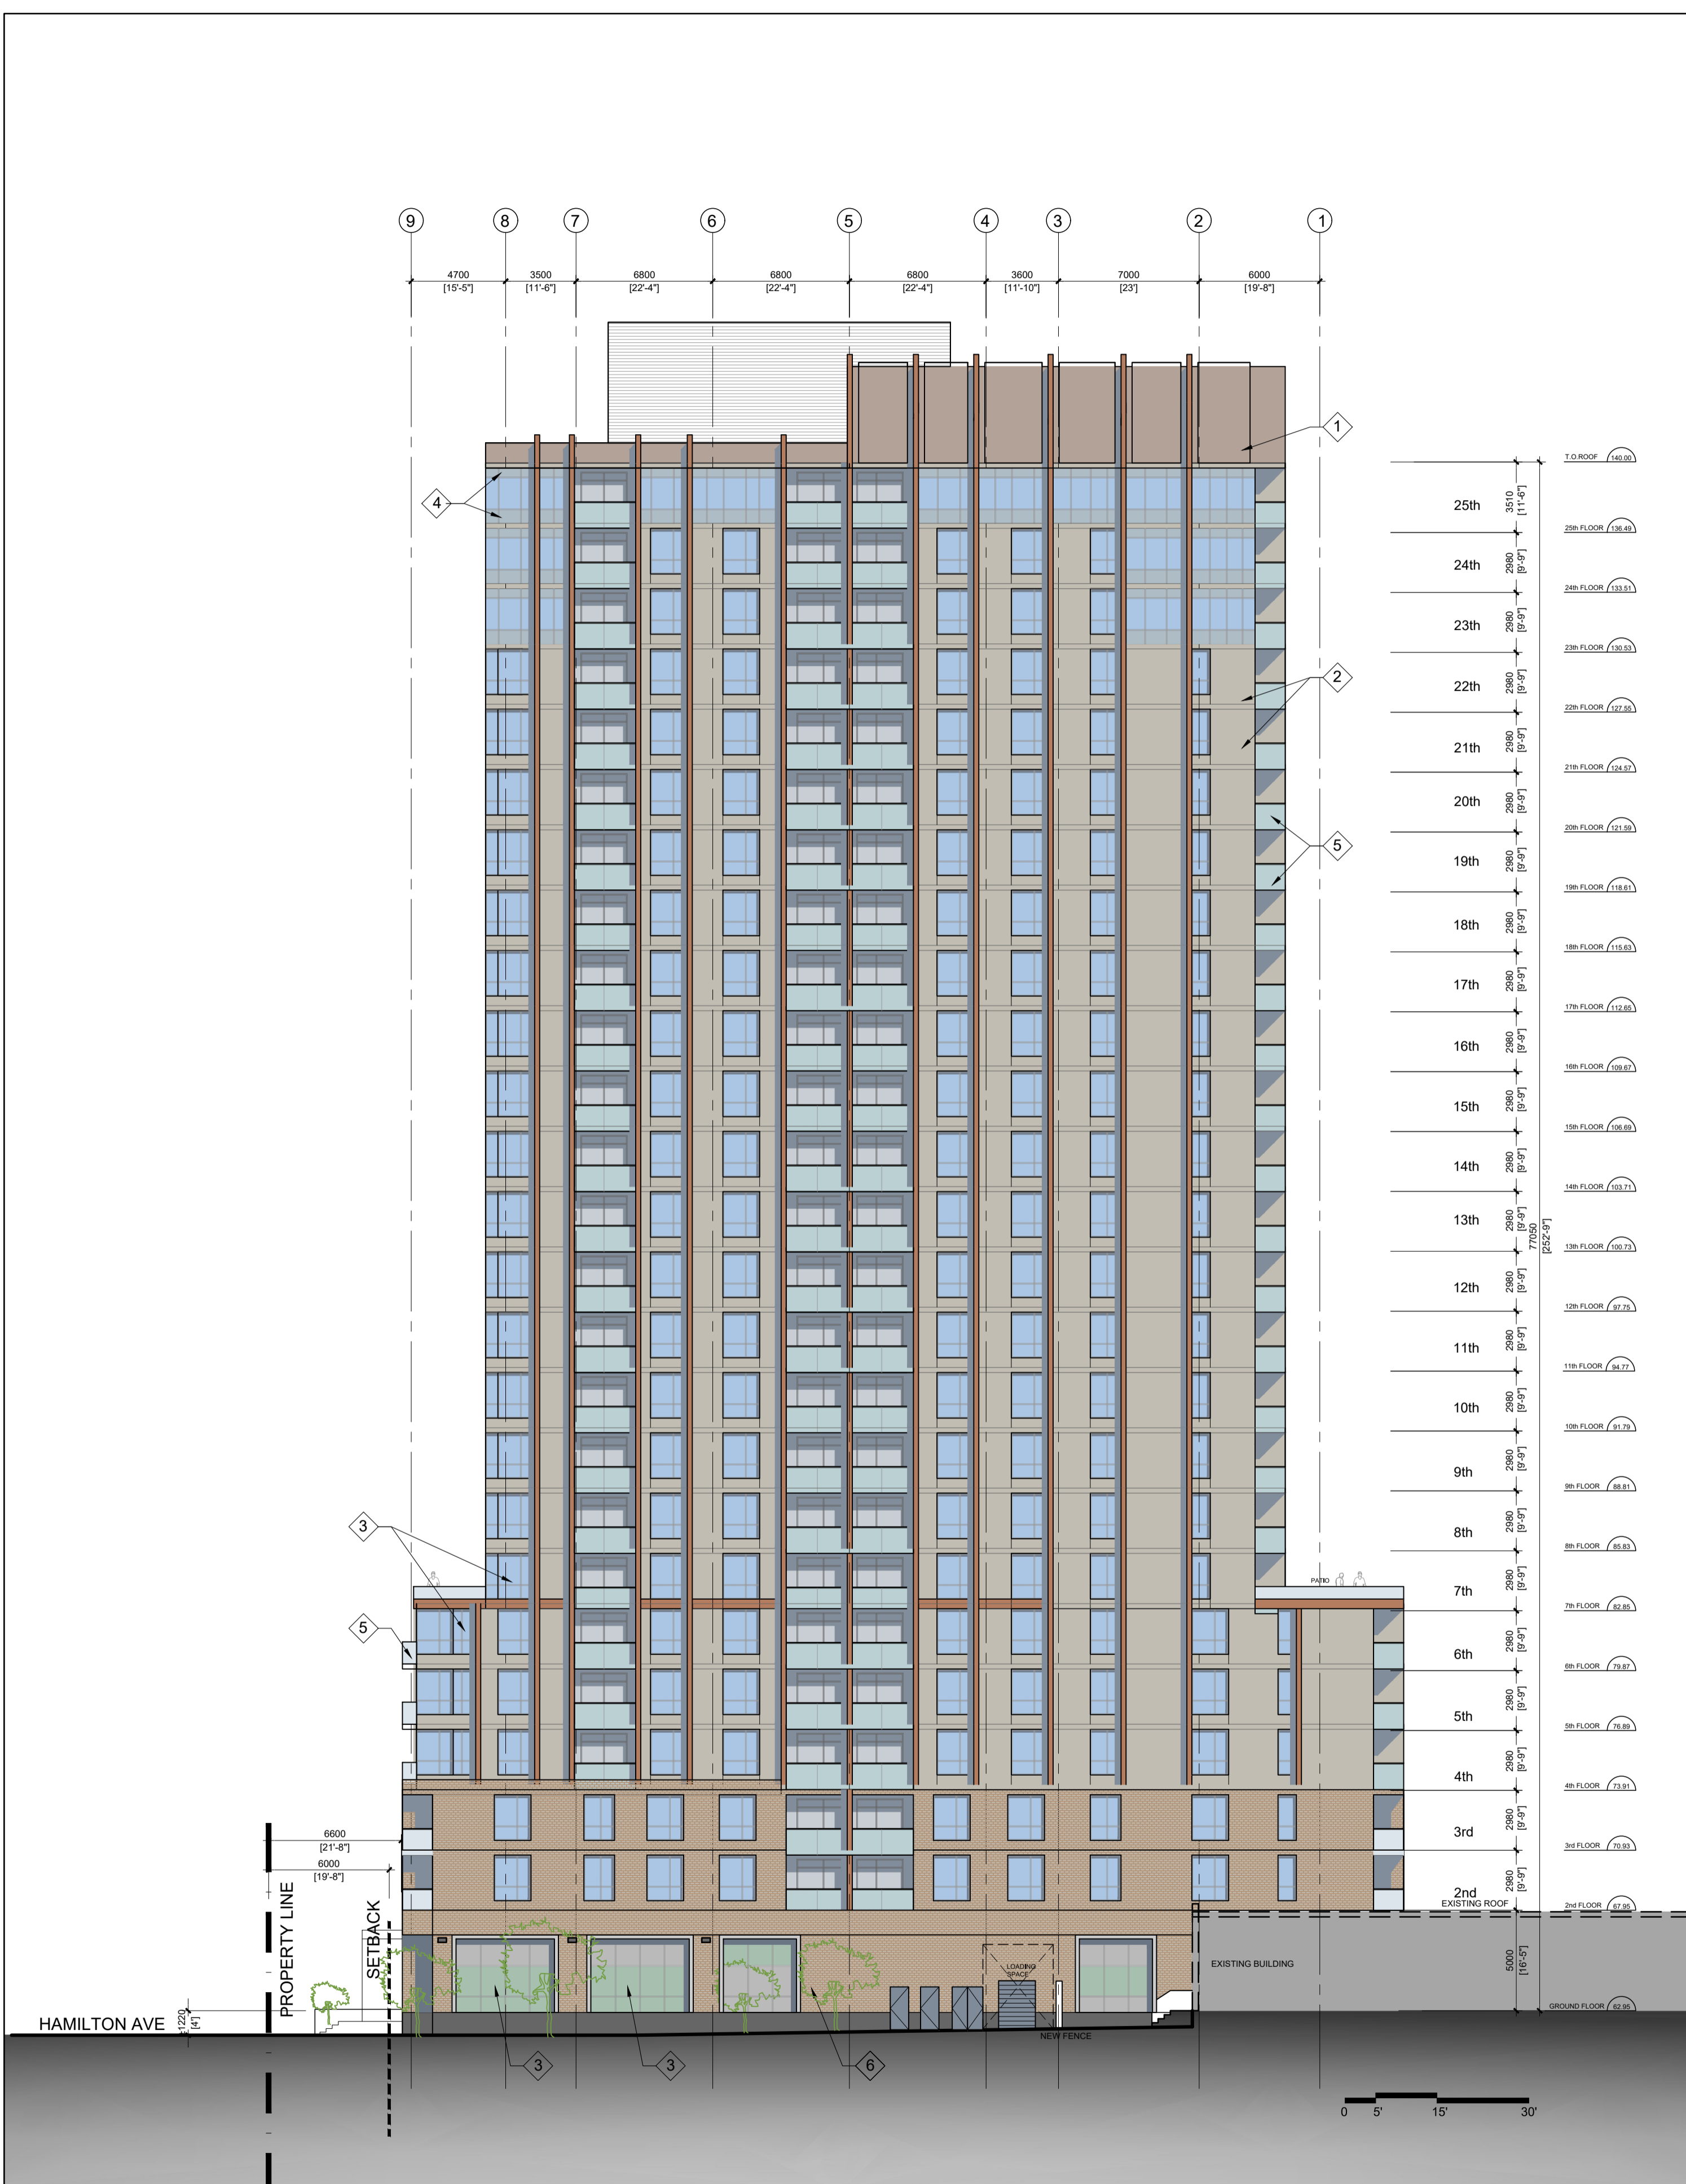 9 8 7 6 5 4 3 2 1
4700 3500 6800 6800 6800 3600 7000 6000
[15'-5"] [11'-6"] [22'-4"] [22'-4"] [22'-4"] [11'-10"] [23'] [19'-8"]
1
T.O.ROOF 140.00
4
25th
3510
[11'-6"]
25th FLOOR 136.49
24th
2980
[9'-9"]
24th FLOOR 133.51
23th
2980
[9'-9"]
23th FLOOR 130.53
2
22th
2980
[9'-9"]
22th FLOOR 127.55
21th
2980
[9'-9"]
21th FLOOR 124.57
20th
2980
[9'-9"]
20th FLOOR 121.59
5
19th
2980
[9'-9"]
19th FLOOR 118.61
18th
2980
[9'-9"]
18th FLOOR 115.63
17th
2980
[9'-9"]
17th FLOOR 112.65
16th
2980
[9'-9"]
16th FLOOR 109.67
15th
2980
[9'-9"]
15th FLOOR 106.69
14th
2980
[9'-9"]
14th FLOOR 103.71
13th
2980
[9'-9"]
77050
[252'-9"]
13th FLOOR 100.73
12th
2980
[9'-9"]
12th FLOOR 97.75
11th
2980
[9'-9"]
11th FLOOR 94.77
10th
2980
[9'-9"]
10th FLOOR 91.79
9th
2980
[9'-9"]
9th FLOOR 88.81
3
8th
2980
[9'-9"]
8th FLOOR 85.83
PATIO
7th
2980
[9'-9"]
7th FLOOR 82.85
5
6th
2980
[9'-9"]
6th FLOOR 79.87
5th
2980
[9'-9"]
5th FLOOR 76.89
4th
2980
[9'-9"]
4th FLOOR 73.91
6600
[21'-8"]
3rd
2980
[9'-9"]
3rd FLOOR 70.93
6000
[19'-8"]
PROPERTY LINE
SETBACK
2nd
2980
[9'-9"]
EXISTING ROOF
2nd FLOOR 67.95
LOADING
SPACE
EXISTING BUILDING
5000
[16'-5"]
GROUND FLOOR 62.95
HAMILTON AVE
±1220
[4']
NEW FENCE
3 3 6
0 5' 15' 30'